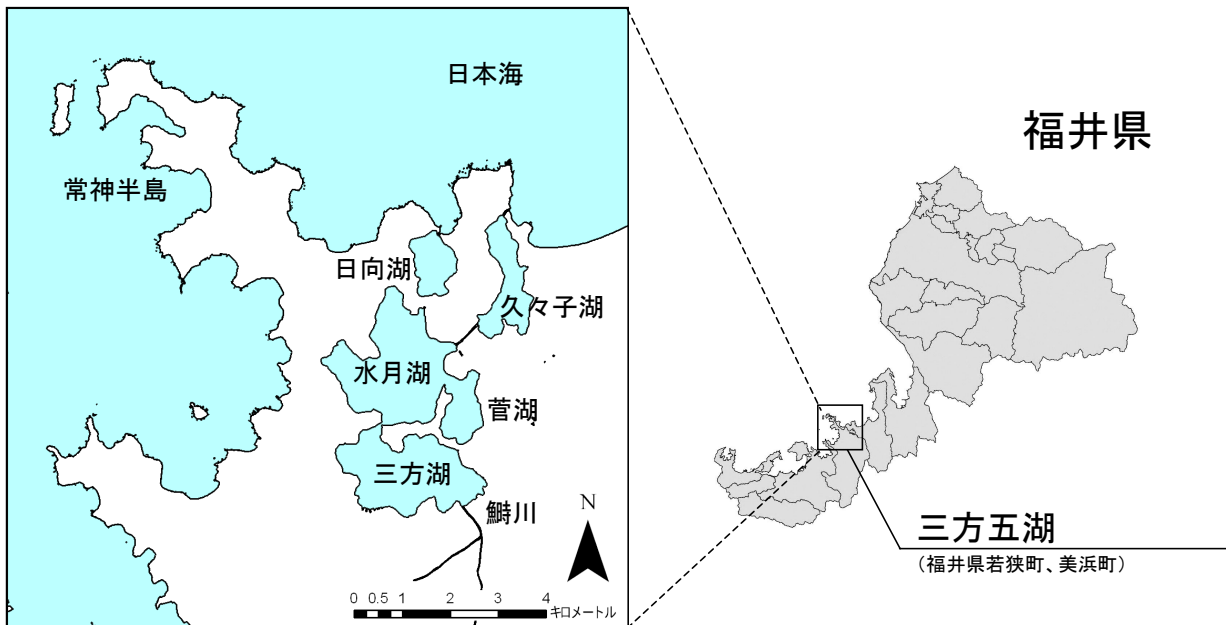 日本海
常神半島
日向湖
久々子湖
水月湖
菅湖
三方湖
鰣川
N
0 0.5 1 2 3 4
キロメートル
福井県
三方五湖
(福井県若狭町、美浜町)